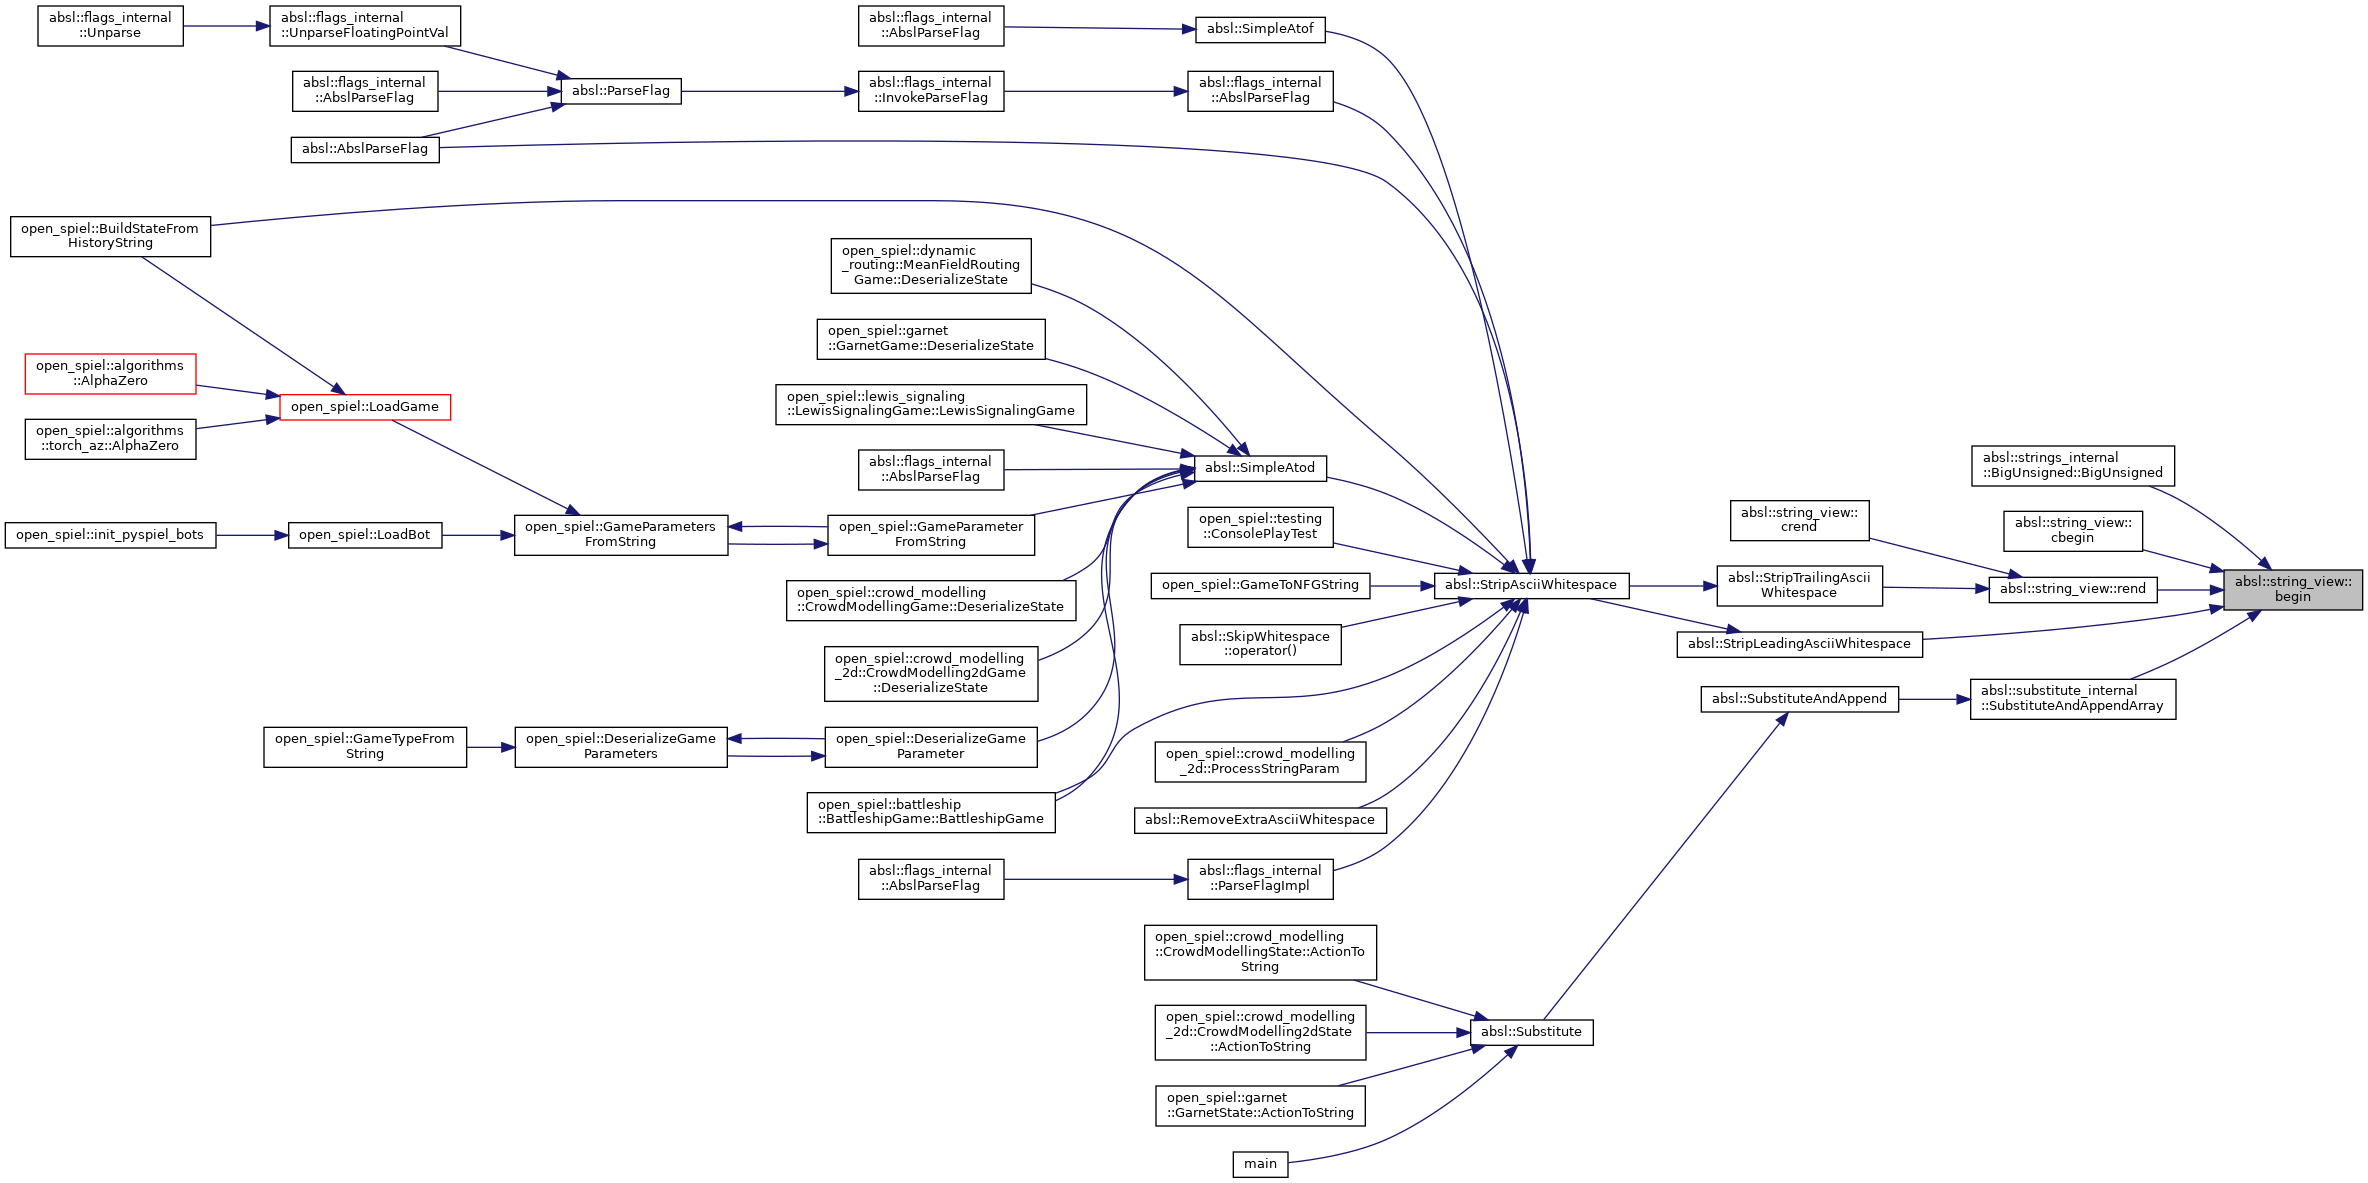 absl::flags_internal
::Unparse
absl::flags_internal
::UnparseFloatingPointVal
absl::flags_internal
::AbslParseFlag
absl::SimpleAtof
absl::flags_internal
::AbslParseFlag
absl::ParseFlag
absl::flags_internal
::InvokeParseFlag
absl::flags_internal
::AbslParseFlag
absl::AbslParseFlag
open_spiel::BuildStateFrom
HistoryString
open_spiel::dynamic
_routing::MeanFieldRouting
Game::DeserializeState
open_spiel::garnet
::GarnetGame::DeserializeState
open_spiel::algorithms
::AlphaZero
open_spiel::LoadGame
open_spiel::lewis_signaling
::LewisSignalingGame::LewisSignalingGame
open_spiel::algorithms
::torch_az::AlphaZero
absl::flags_internal
::AbslParseFlag
absl::SimpleAtod
absl::strings_internal
::BigUnsigned::BigUnsigned
open_spiel::init_pyspiel_bots
open_spiel::LoadBot
open_spiel::GameParameters
FromString
open_spiel::GameParameter
FromString
open_spiel::testing
::ConsolePlayTest
absl::string_view::
crend
absl::string_view::
cbegin
open_spiel::crowd_modelling
::CrowdModellingGame::DeserializeState
open_spiel::GameToNFGString
absl::StripAsciiWhitespace
absl::StripTrailingAscii
Whitespace
absl::string_view::rend
absl::string_view::
begin
absl::SkipWhitespace
::operator()
absl::StripLeadingAsciiWhitespace
open_spiel::crowd_modelling
_2d::CrowdModelling2dGame
::DeserializeState
absl::SubstituteAndAppend
absl::substitute_internal
::SubstituteAndAppendArray
open_spiel::GameTypeFrom
String
open_spiel::DeserializeGame
Parameters
open_spiel::DeserializeGame
Parameter
open_spiel::crowd_modelling
_2d::ProcessStringParam
open_spiel::battleship
::BattleshipGame::BattleshipGame
absl::RemoveExtraAsciiWhitespace
absl::flags_internal
::AbslParseFlag
absl::flags_internal
::ParseFlagImpl
open_spiel::crowd_modelling
::CrowdModellingState::ActionTo
String
open_spiel::crowd_modelling
_2d::CrowdModelling2dState
::ActionToString
absl::Substitute
open_spiel::garnet
::GarnetState::ActionToString
main